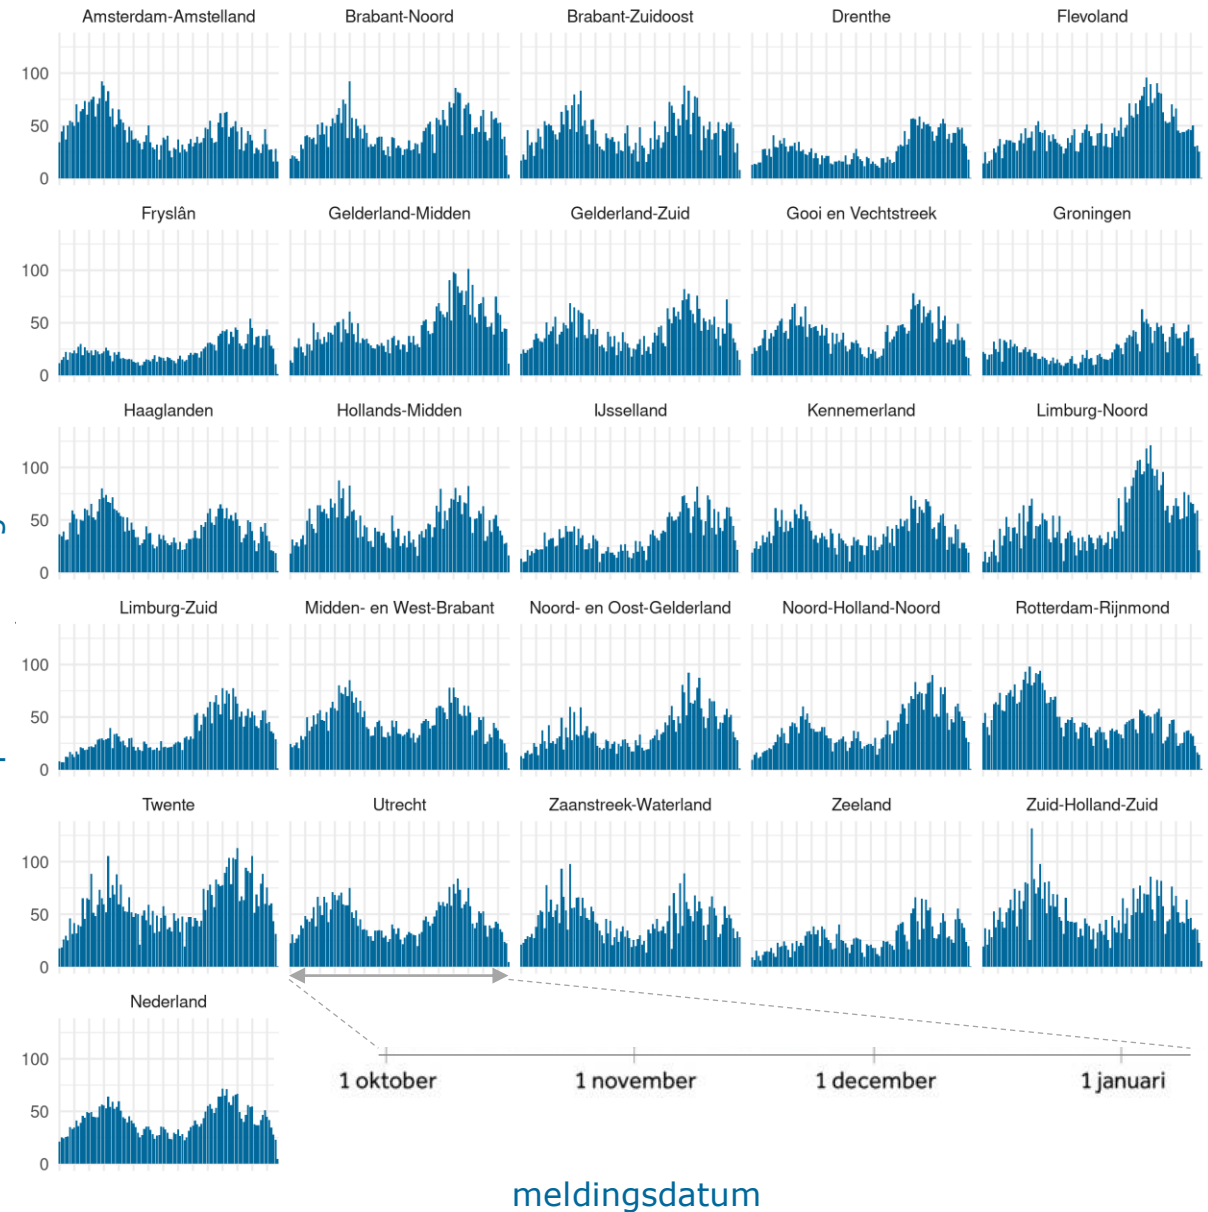 Amsterdam-Amstelland Brabant-Noord Brabant-Zuidoost Drenthe Flevoland
100
50
0
Fryslân Gelderland-Midden Gelderland-Zuid Gooi en Vechtstreek Groningen
100
50
0
Haaglanden Hollands-Midden IJsselland Kennemerland Limburg-Noord
100
50
0
Limburg-Zuid Midden- en West-Brabant Noord- en Oost-Gelderland Noord-Holland-Noord Rotterdam-Rijnmond
100
50
0
Twente Utrecht Zaanstreek-Waterland Zeeland Zuid-Holland-Zuid
100
50
0
Nederland
100
50
0
1 oktober 1 november 1 december 1 januari
meldingsdatum